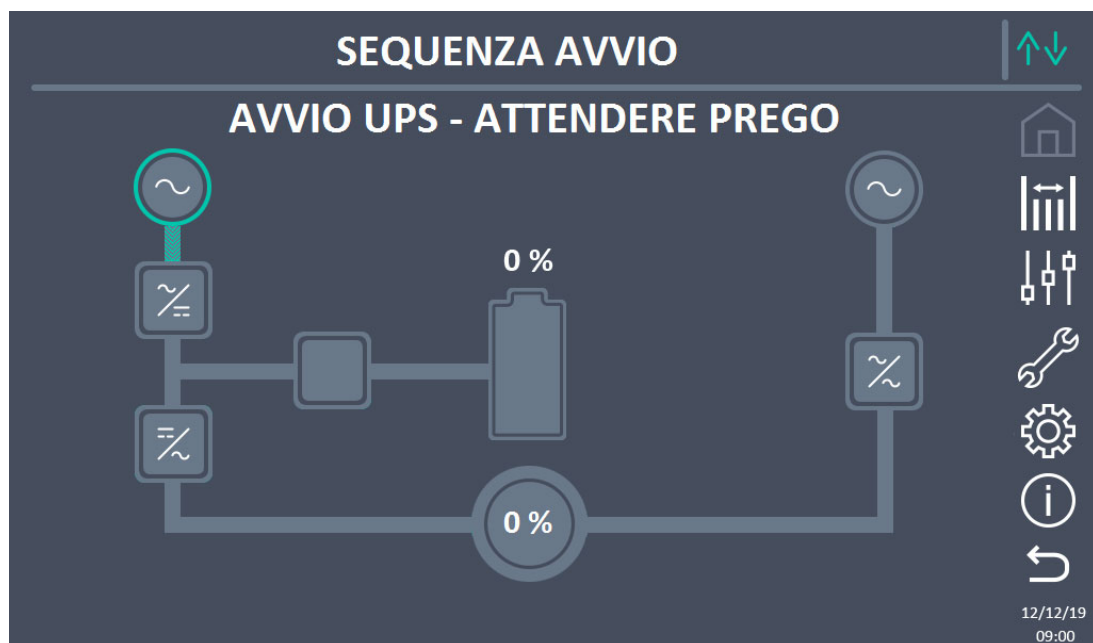 SEQUENZA AVVIO
AVVIO UPS - ATTENDERE PREGO
0 %
0 %
12/12/19
09:00